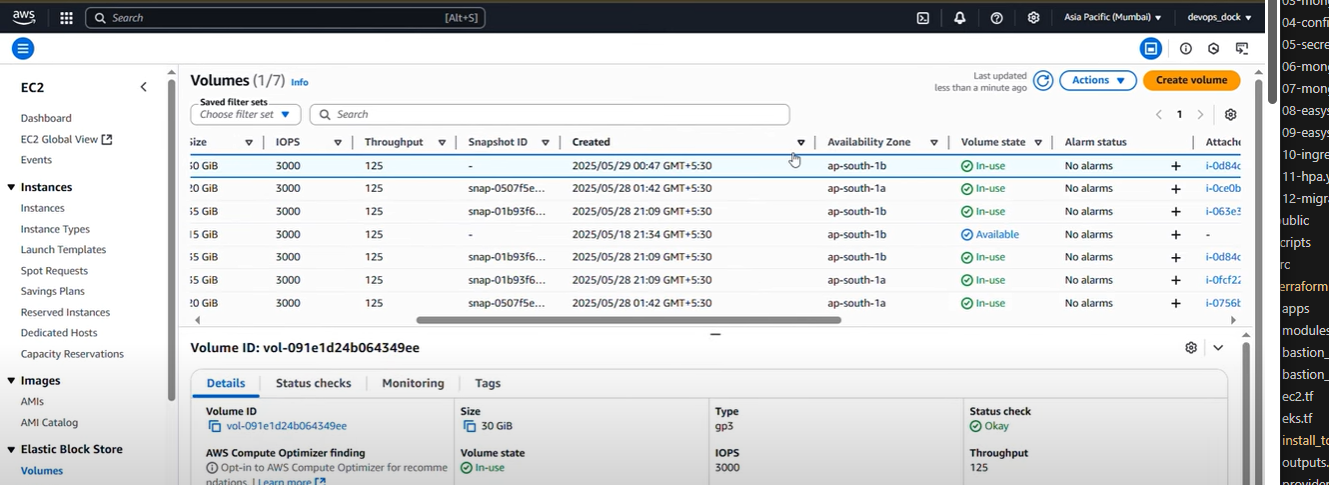 aws Search [Alt+S] Asia Pacific (Mumbai) devops_dock
EC2
Dashboard
EC2 Global View
Events
Instances
Instances
Instance Types
Launch Templates
Spot Requests
Savings Plans
Reserved Instances
Dedicated Hosts
Capacity Reservations
Images
AMIs
AMI Catalog
Elastic Block Store
Volumes
Volumes (1/7) Info
Last updated
less than a minute ago
Actions
Create volume
Saved filter sets
Choose filter set
Search
1
Size IOPS Throughput Snapshot ID Created Availability Zone Volume state Alarm status Attache
30 GiB 3000 125 - 2025/05/29 00:47 GMT+5:30 ap-south-1b In-use No alarms + i-0d84c
20 GiB 3000 125 snap-0507f5e... 2025/05/28 01:42 GMT+5:30 ap-south-1a In-use No alarms + i-0ce0b
55 GiB 3000 125 snap-01b93f6... 2025/05/28 21:09 GMT+5:30 ap-south-1b In-use No alarms + i-063e3
15 GiB 3000 125 - 2025/05/18 21:34 GMT+5:30 ap-south-1b Available No alarms + -
55 GiB 3000 125 snap-01b93f6... 2025/05/28 21:09 GMT+5:30 ap-south-1b In-use No alarms + i-0d84c
55 GiB 3000 125 snap-01b93f6... 2025/05/28 21:09 GMT+5:30 ap-south-1a In-use No alarms + i-0fcf22
20 GiB 3000 125 snap-0507f5e... 2025/05/28 01:42 GMT+5:30 ap-south-1a In-use No alarms + i-0756b
Volume ID: vol-091e1d24b064349ee
Details Status checks Monitoring Tags
Volume ID Size Type Status check
vol-091e1d24b064349ee 30 GiB gp3 Okay
AWS Compute Optimizer finding Volume state IOPS Throughput
Opt-in to AWS Compute Optimizer for recomme In-use 3000 125
ndations. | Learn more
03-mong
04-confi
05-secre
06-mong
07-mong
08-easys
09-easys
10-ingre
11-hpa.y
12-migra
ublic
cripts
rc
erraform
apps
modules
bastion_
bastion_
ec2.tf
eks.tf
install_to
outputs.
provider